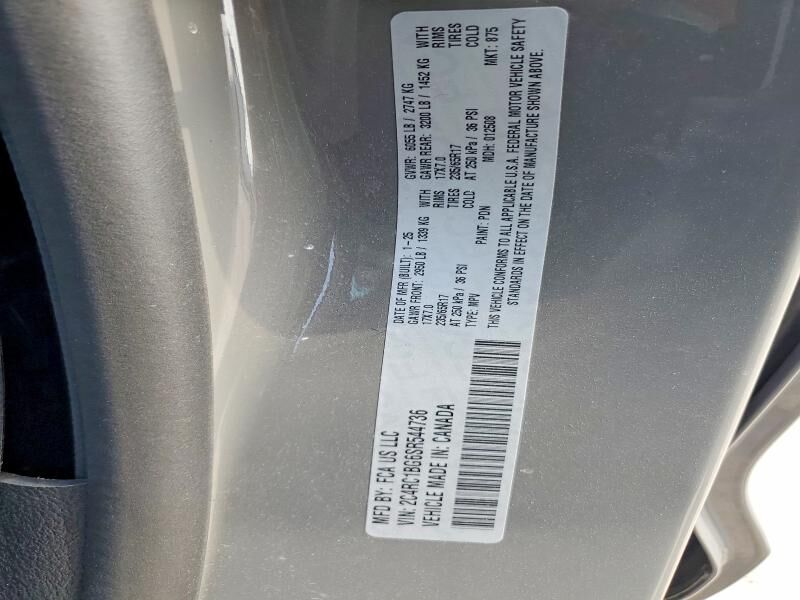 MFD BY: FCA US LLC
VIN: 2C4RC1BG6SR544736
VEHICLE MADE IN: CANADA
DATE OF MFR (BUILT): 1-25 GVWR: 6055 LB / 2747 KG
GAWR FRONT: 2950 LB / 1339 KG WITH GAWR REAR: 3200 LB / 1452 KG WITH
17X7.0 RIMS 17X7.0 RIMS
235/65R17 TIRES 235/65R17 TIRES
AT 250 kPa / 36 PSI COLD AT 250 kPa / 36 PSI COLD
TYPE: MPV PAINT: PDN MDH: 012508 MKT: 875
THIS VEHICLE CONFORMS TO ALL APPLICABLE U.S.A. FEDERAL MOTOR VEHICLE SAFETY
STANDARDS IN EFFECT ON THE DATE OF MANUFACTURE SHOWN ABOVE.